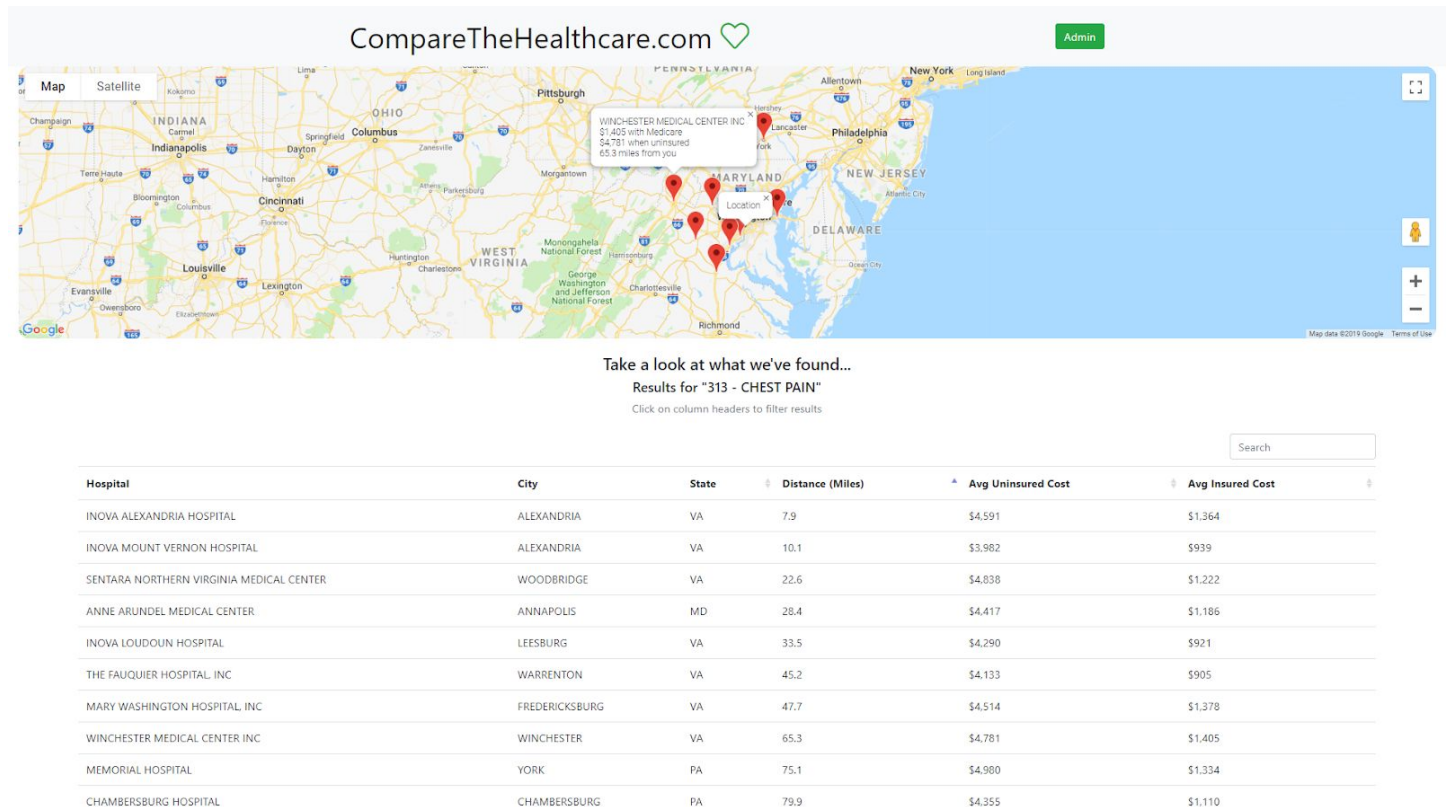 CompareTheHealthcare.com
Admin
Map Satellite
PENNSYLVANIA
New York
Long Island
Lima
Kokomo
Pittsburgh
Allentown
Champaign
INDIANA
Carmel
OHIO
Hershey
Lancaster
Philadelphia
WINCHESTER MEDICAL CENTER INC
$1,405 with Medicare
$4,781 when uninsured
65.3 miles from you
Springfield
Columbus
Indianapolis
Dayton
Zanesville
York
Terre Haute
Hamilton
Morgantown
MARYLAND
NEW JERSEY
Athens
Parkersburg
Bloomington
Columbus
Cincinnati
Atlantic City
Location
Florence
DELAWARE
WEST
VIRGINIA
Monongahela
National Forest
Harrisonburg
Huntington
Charleston
Louisville
Ocean City
George
Washington
and Jefferson
National Forest
Lexington
Charlottesville
Evansville
Owensboro
Elizabethtown
Richmond
Google
Map data ©2019 Google Terms of Use
Take a look at what we've found...
Results for "313 - CHEST PAIN"
Click on column headers to filter results
Search
Hospital City State Distance (Miles) Avg Uninsured Cost Avg Insured Cost
INOVA ALEXANDRIA HOSPITAL ALEXANDRIA VA 7.9 $4,591 $1,364
INOVA MOUNT VERNON HOSPITAL ALEXANDRIA VA 10.1 $3,982 $939
SENTARA NORTHERN VIRGINIA MEDICAL CENTER WOODBRIDGE VA 22.6 $4,838 $1,222
ANNE ARUNDEL MEDICAL CENTER ANNAPOLIS MD 28.4 $4,417 $1,186
INOVA LOUDOUN HOSPITAL LEESBURG VA 33.5 $4,290 $921
THE FAUQUIER HOSPITAL, INC WARRENTON VA 45.2 $4,133 $905
MARY WASHINGTON HOSPITAL, INC FREDERICKSBURG VA 47.7 $4,514 $1,378
WINCHESTER MEDICAL CENTER INC WINCHESTER VA 65.3 $4,781 $1,405
MEMORIAL HOSPITAL YORK PA 75.1 $4,980 $1,334
CHAMBERSBURG HOSPITAL CHAMBERSBURG PA 79.9 $4,355 $1,110